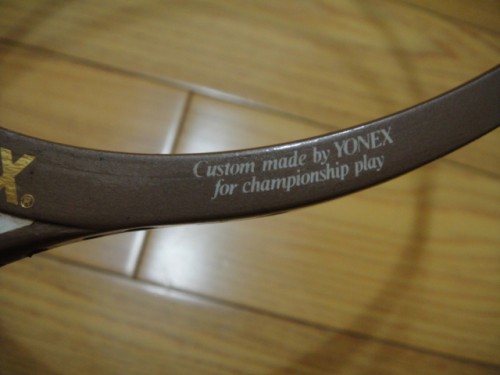 X®
Custom made by YONEX
for championship play